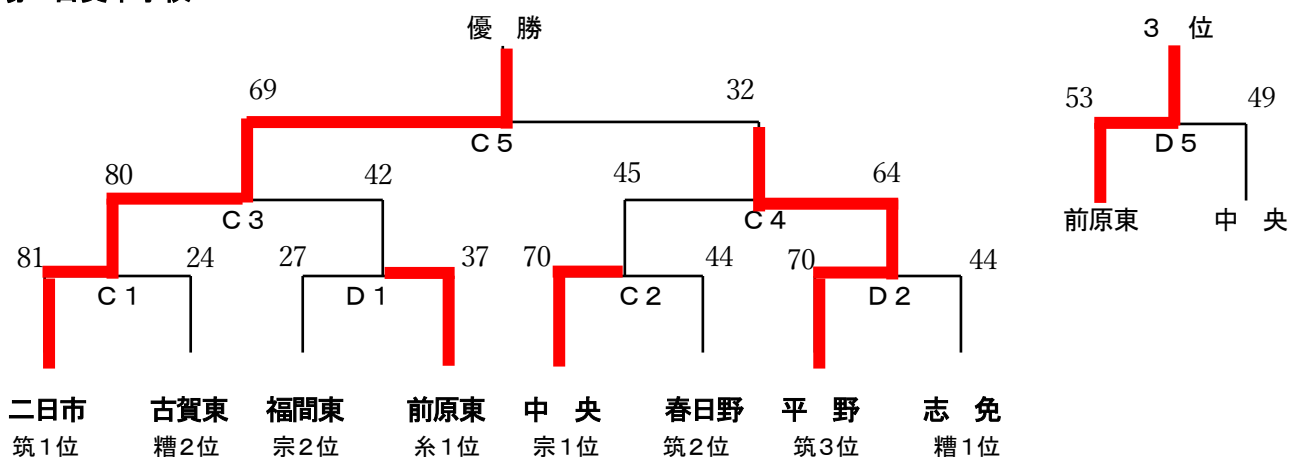 優 勝
3 位
69
32
53
49
C5
D5
80
42
45
64
C3
C4
前原東
中 央
81
24
27
37
70
44
70
44
C1
D1
C2
D2
二日市
古賀東
福間東
前原東
中 央
春日野
平 野
志 免
筑1位
糟2位
宗2位
糸1位
宗1位
筑2位
筑3位
糟1位